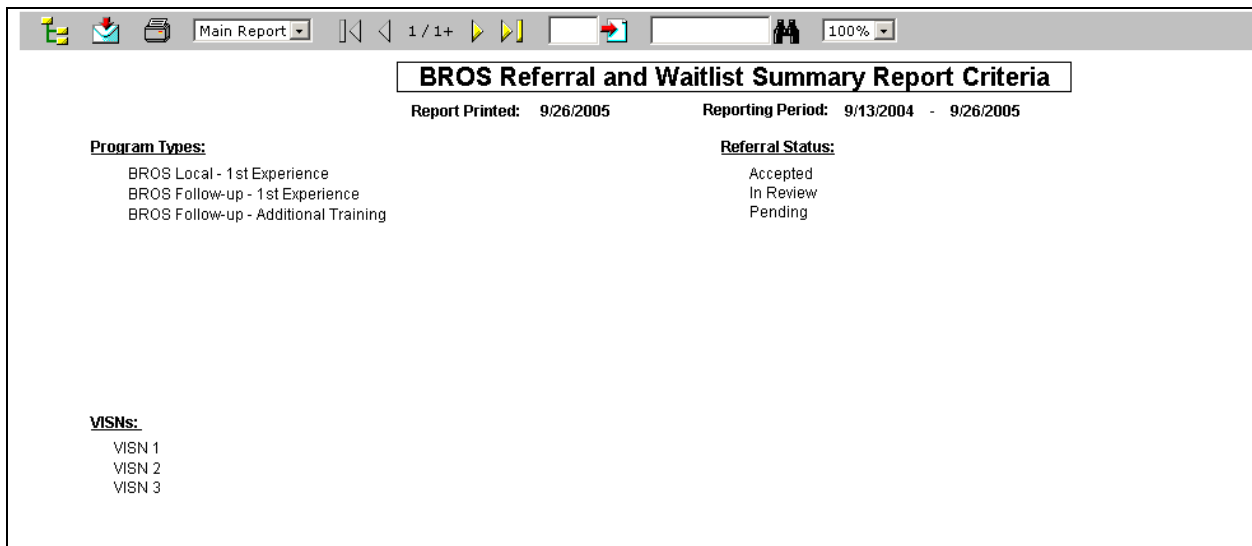 Main Report 1 / 1+ 100%
BROS Referral and Waitlist Summary Report Criteria
Report Printed: 9/26/2005 Reporting Period: 9/13/2004 - 9/26/2005
Program Types: Referral Status:
BROS Local - 1st Experience Accepted
BROS Follow-up - 1st Experience In Review
BROS Follow-up - Additional Training Pending
VISNs:
VISN 1
VISN 2
VISN 3